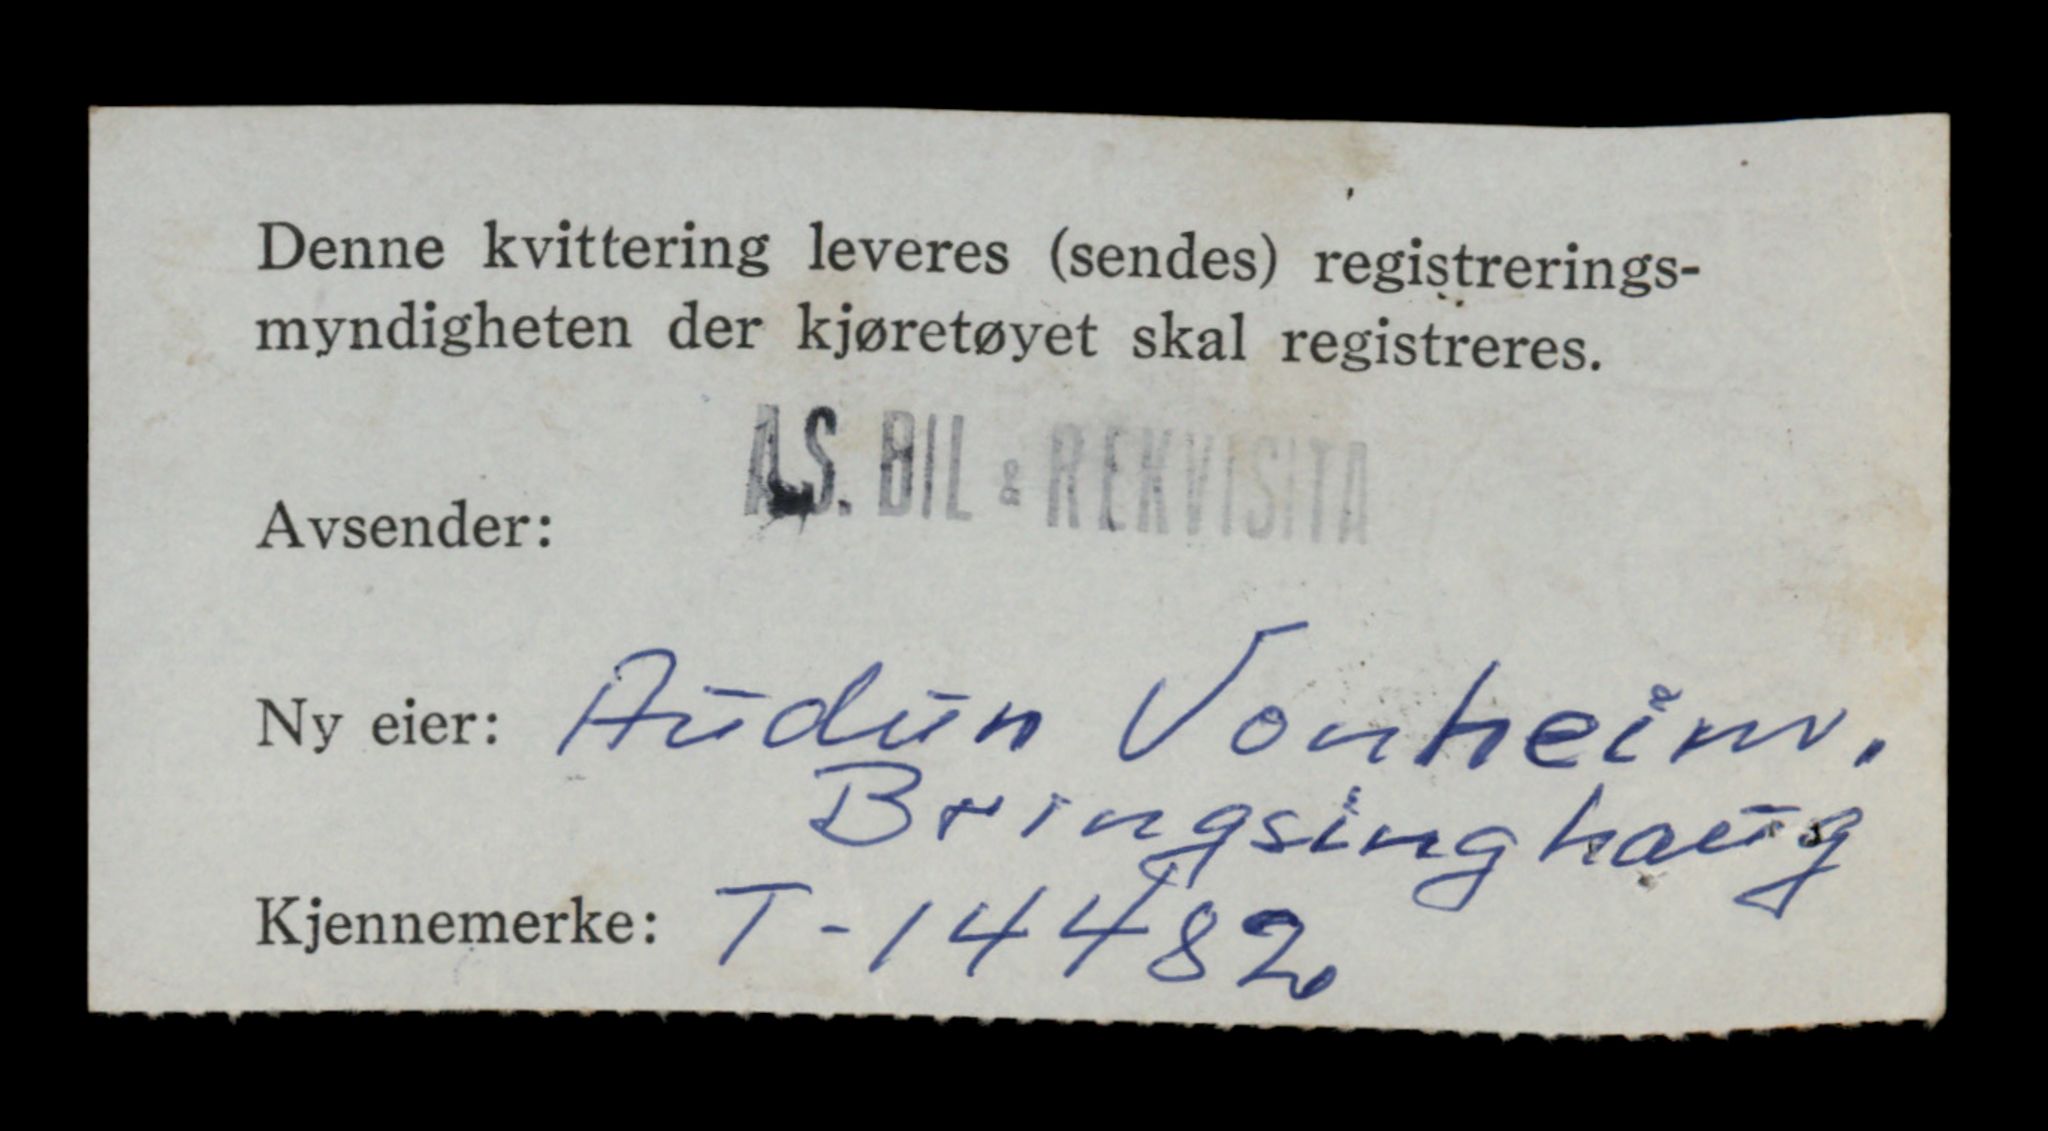 Denne kvittering leveres (sendes) registrerings-
myndigheten der kjøretøyet skal registreres.
A.S. BIL & REKVISITA
Avsender:
Ny eier: Audun Vonheim.
Bringsinghaug
Kjennemerke: T-14482.